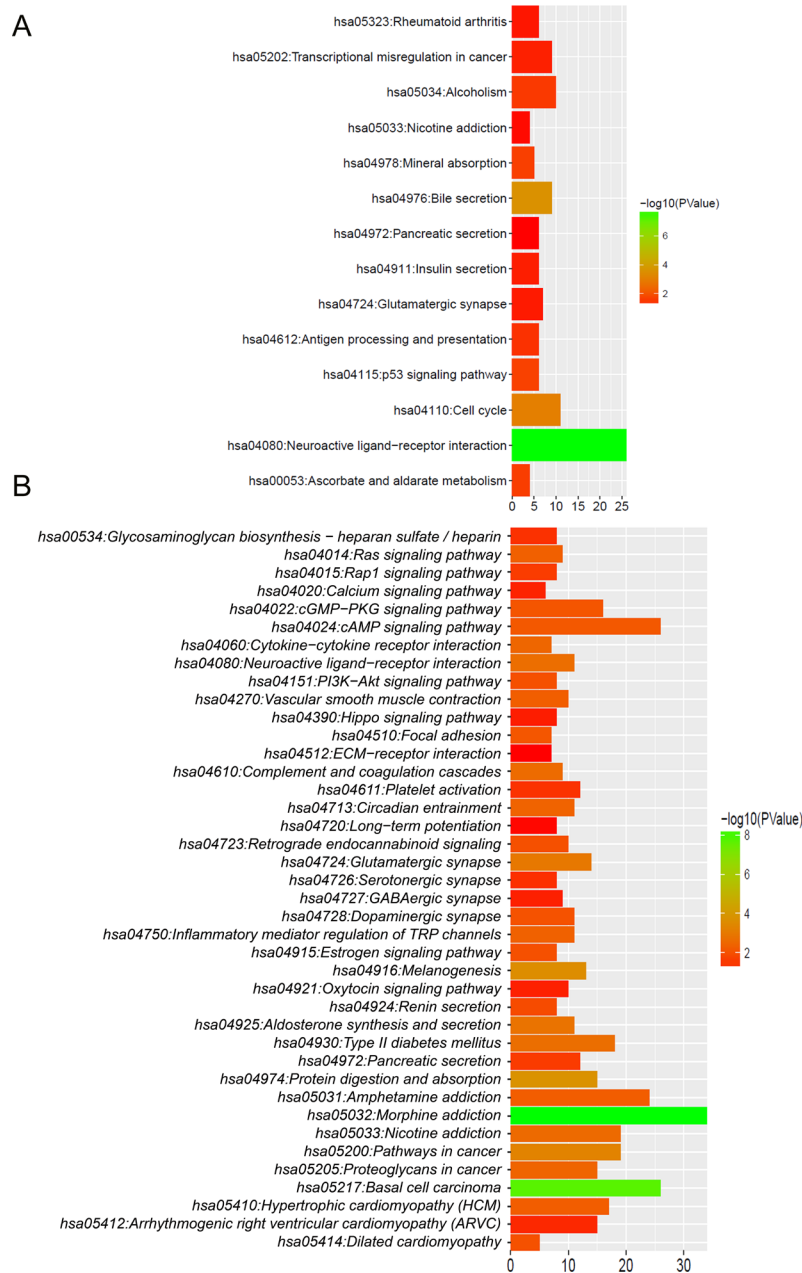 A
hsa05323:Rheumatoid arthritis
hsa05202:Transcriptional misregulation in cancer
hsa05034:Alcoholism
hsa05033:Nicotine addiction
hsa04978:Mineral absorption
hsa04976:Bile secretion
hsa04972:Pancreatic secretion
hsa04911:Insulin secretion
hsa04724:Glutamatergic synapse
hsa04612:Antigen processing and presentation
hsa04115:p53 signaling pathway
hsa04110:Cell cycle
hsa04080:Neuroactive ligand−receptor interaction
hsa00053:Ascorbate and aldarate metabolism
0 5 10 15 20 25
−log10(PValue)
6
4
2
B
hsa00534:Glycosaminoglycan biosynthesis − heparan sulfate / heparin
hsa04014:Ras signaling pathway
hsa04015:Rap1 signaling pathway
hsa04020:Calcium signaling pathway
hsa04022:cGMP−PKG signaling pathway
hsa04024:cAMP signaling pathway
hsa04060:Cytokine−cytokine receptor interaction
hsa04080:Neuroactive ligand−receptor interaction
hsa04151:PI3K−Akt signaling pathway
hsa04270:Vascular smooth muscle contraction
hsa04390:Hippo signaling pathway
hsa04510:Focal adhesion
hsa04512:ECM−receptor interaction
hsa04610:Complement and coagulation cascades
hsa04611:Platelet activation
hsa04713:Circadian entrainment
hsa04720:Long−term potentiation
hsa04723:Retrograde endocannabinoid signaling
hsa04724:Glutamatergic synapse
hsa04726:Serotonergic synapse
hsa04727:GABAergic synapse
hsa04728:Dopaminergic synapse
hsa04750:Inflammatory mediator regulation of TRP channels
hsa04915:Estrogen signaling pathway
hsa04916:Melanogenesis
hsa04921:Oxytocin signaling pathway
hsa04924:Renin secretion
hsa04925:Aldosterone synthesis and secretion
hsa04930:Type II diabetes mellitus
hsa04972:Pancreatic secretion
hsa04974:Protein digestion and absorption
hsa05031:Amphetamine addiction
hsa05032:Morphine addiction
hsa05033:Nicotine addiction
hsa05200:Pathways in cancer
hsa05205:Proteoglycans in cancer
hsa05217:Basal cell carcinoma
hsa05410:Hypertrophic cardiomyopathy (HCM)
hsa05412:Arrhythmogenic right ventricular cardiomyopathy (ARVC)
hsa05414:Dilated cardiomyopathy
0 10 20 30
−log10(PValue)
8
6
4
2